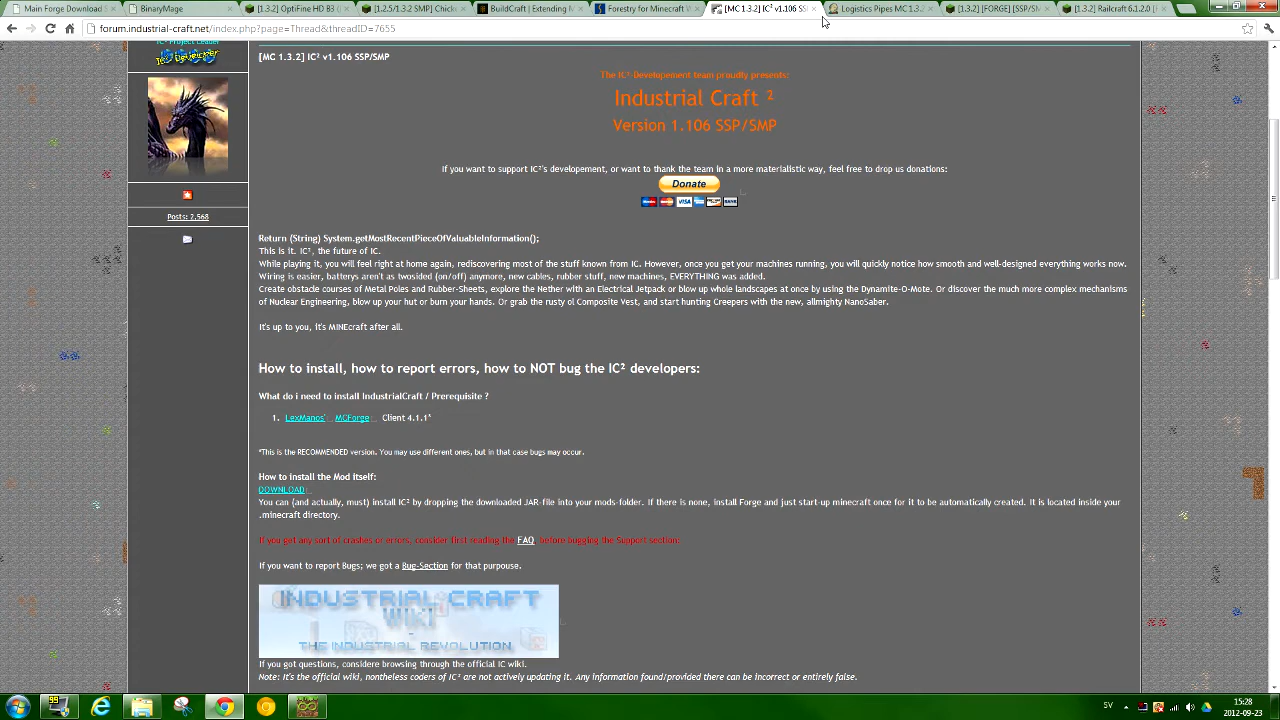 Main Forge Download S
BinaryMage
[1.3.2] OptiFine HD B3 (
[1.2.5/1.3.2 SMP] Chick
BuildCraft | Extending M
Forestry for Minecraft
[MC 1.3.2] IC² v1.106 SS
Logistics Pipes MC 1.3.
[1.3.2] [FORGE] [SSP/SM
[1.3.2] Railcraft 6.1.2.0 [
forum.industrial-craft.net/index.php?page=Thread&threadID=7655
IC² Project Leader
IC² Developer
Posts: 2,568
[MC 1.3.2] IC² v1.106 SSP/SMP
The IC²-Developement team proudly presents:
Industrial Craft ²
Version 1.106 SSP/SMP
If you want to support IC²'s developement, or want to thank the team in a more materialistic way, feel free to drop us donations:
Donate
VISA
BANK
Return (String) System.getMostRecentPieceOfValuableInformation();
This is it. IC², the future of IC.
While playing it, you will feel right at home again, rediscovering most of the stuff known from IC. However, once you get your machines running, you will quickly notice how smooth and well-designed everything works now.
Wiring is easier, batterys aren't as twosided (on/off) anymore, new cables, rubber stuff, new machines, EVERYTHING was added.
Create obstacle courses of Metal Poles and Rubber-Sheets, explore the Nether with an Electrical Jetpack or blow up whole landscapes at once by using the Dynamite-O-Mote. Or discover the much more complex mechanisms
of Nuclear Engineering, blow up your hut or burn your hands. Or grab the rusty ol Composite Vest, and start hunting Creepers with the new, allmighty NanoSaber.
It's up to you, it's MINEcraft after all.
How to install, how to report errors, how to NOT bug the IC² developers:
What do i need to install IndustrialCraft / Prerequisite ?
1. LexManos' MCForge Client 4.1.1*
*This is the RECOMMENDED version. You may use different ones, but in that case bugs may occur.
How to install the Mod itself:
DOWNLOAD
You can (and actually, must) install IC² by dropping the downloaded JAR-file into your mods-folder. If there is none, install Forge and just start-up minecraft once for it to be automatically created. It is located inside your
.minecraft directory.
If you get any sort of crashes or errors, consider first reading the FAQ before bugging the Support section:
If you want to report Bugs; we got a Bug-Section for that purpouse.
INDUSTRIAL CRAFT
WIKI
-
THE INDUSTRIAL REVOLUTION
If you got questions, considere browsing through the official IC wiki.
Note: It's the official wiki, nontheless coders of IC² are not actively updating it. Any information found/provided there can be incorrect or entirely false.
SV
15:28
2012-09-23